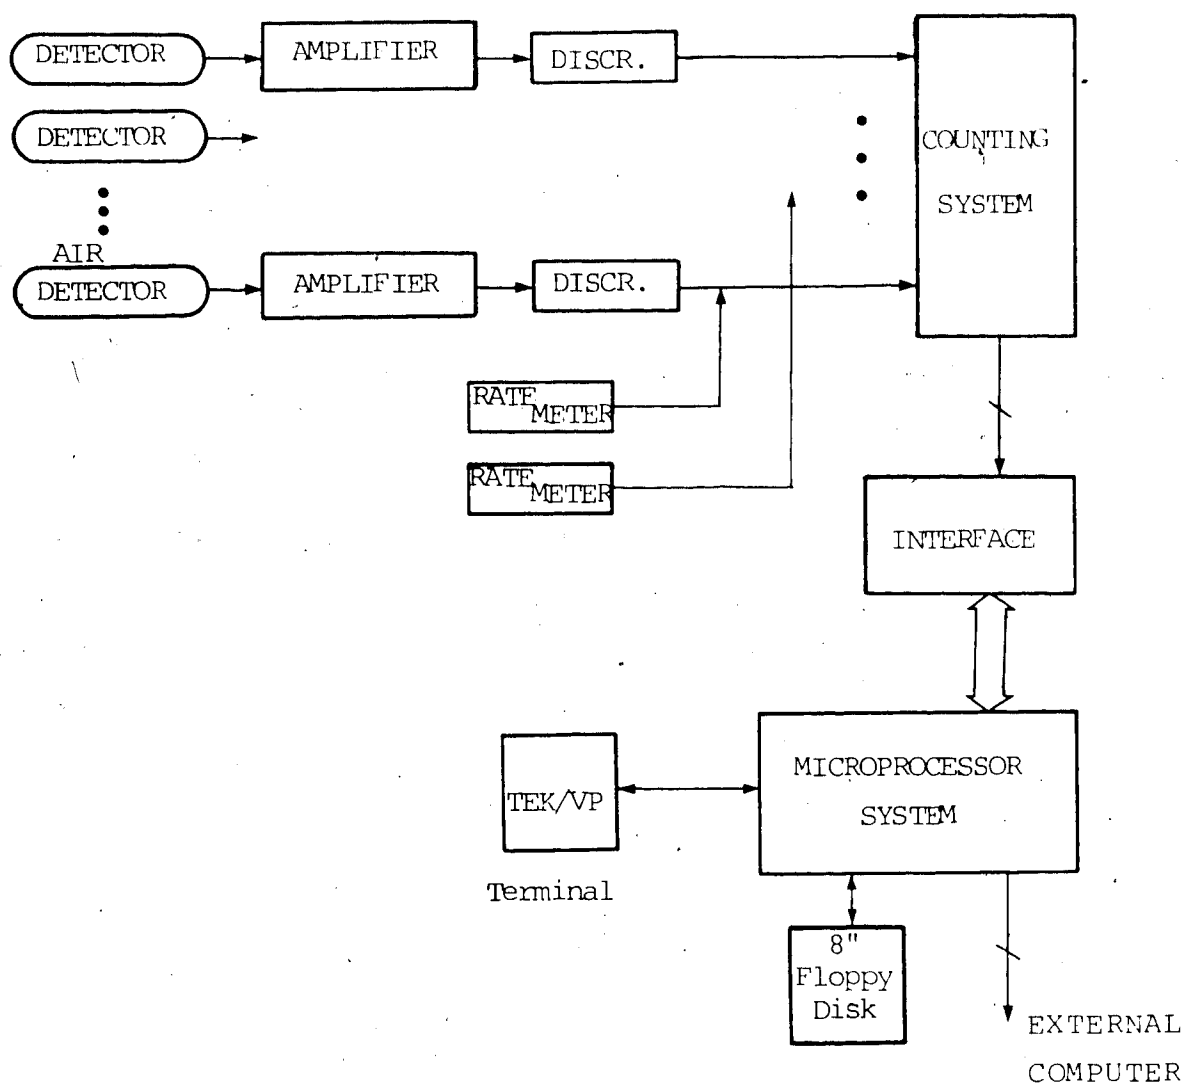 DETECTOR
AMPLIFIER
DISCR.
DETECTOR
COUNTING
SYSTEM
AIR
DETECTOR
AMPLIFIER
DISCR.
RATE
METER
RATE
METER
INTERFACE
MICROPROCESSOR
SYSTEM
TEK/VP
Terminal
8"
Floppy
Disk
EXTERNAL
COMPUTER